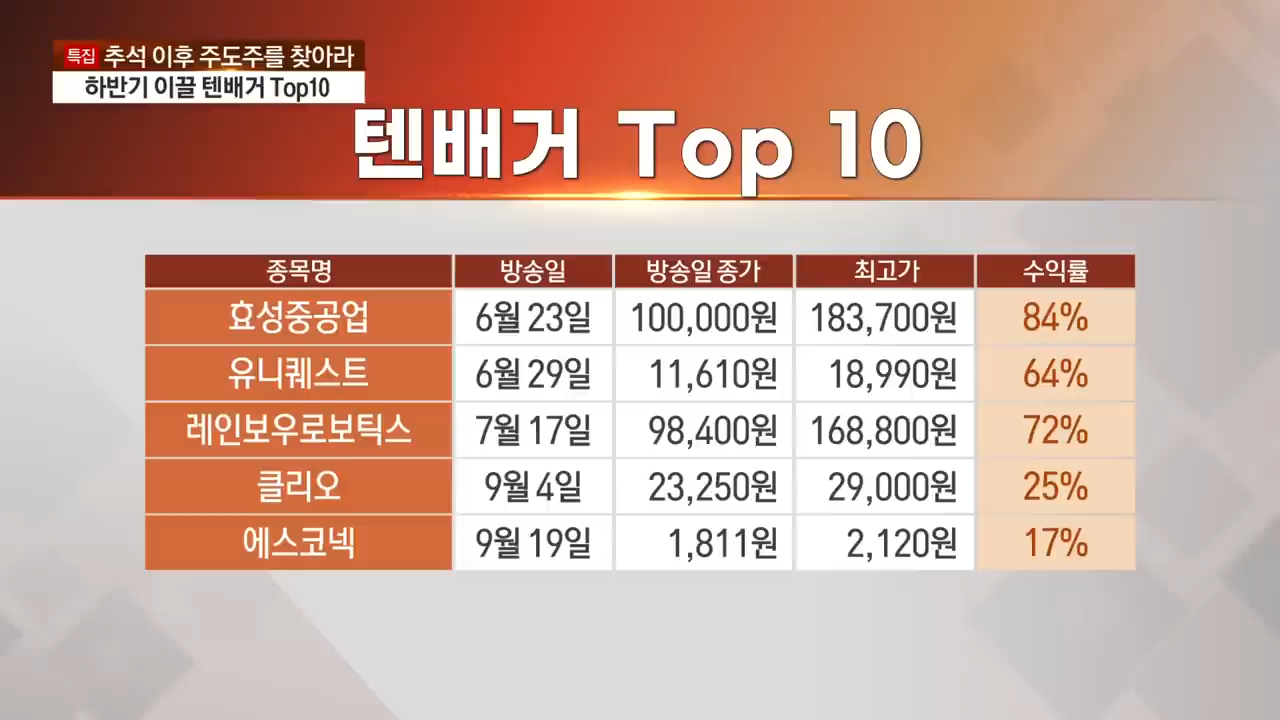 특집 추석 이후 주도주를 찾아라
하반기 이끌 텐배거 Top10
텐배거 Top 10
종목명 방송일 방송일 종가 최고가 수익률
효성중공업 6월 23일 100,000원 183,700원 84%
유니퀘스트 6월 29일 11,610원 18,990원 64%
레인보우로보틱스 7월 17일 98,400원 168,800원 72%
클리오 9월 4일 23,250원 29,000원 25%
에스코넥 9월 19일 1,811원 2,120원 17%